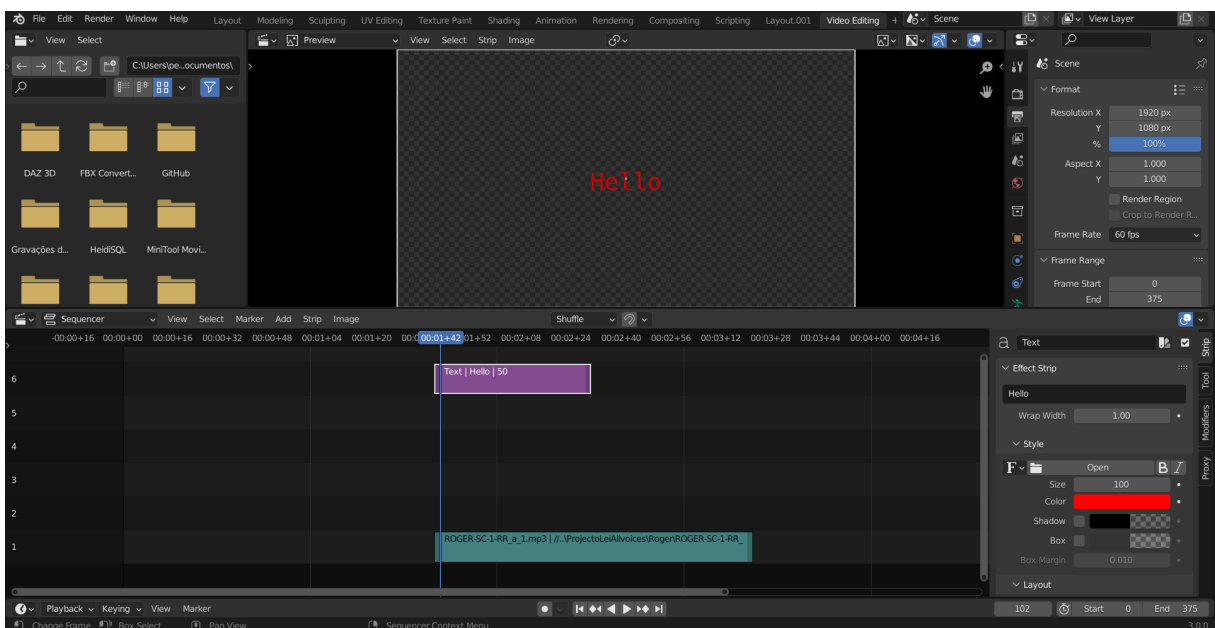 File Edit Render Window Help Layout Modeling Sculpting UV Editing Texture Paint Shading Animation Rendering Compositing Scripting Layout.001 Video Editing + Scene View Layer
View Select Preview View Select Strip Image
C:\Users\pe..ocumentos\
DAZ 3D FBX Convert... GitHub
Gravações d... HeidiSQL MiniTool Movi...
Hello
Scene
Format
Resolution X 1920 px
Y 1080 px
% 100%
Aspect X 1.000
Y 1.000
Render Region
Crop to Render R...
Frame Rate 60 fps
Frame Range
Frame Start 0
End 375
Sequencer View Select Marker Add Strip Image Shuffle
-00:00+16 00:00+00 00:00+16 00:00+32 00:00+48 00:01+04 00:01+20 00:0 00:01+42 01+52 00:02+08 00:02+24 00:02+40 00:02+56 00:03+12 00:03+28 00:03+44 00:04+00 00:04+16
6 Text | Hello | 50
5
4
3
2
1 ROGER-SC-1-RR_a_1.mp3 | //..\ProjectoLeiAllvoices\Roger\ROGER-SC-1-RR_
Text
Effect Strip
Hello
Wrap Width 1.00
Style
F Open B I
Size 100
Color
Shadow
Box
Box Margin 0.010
Layout
Strip
Tool
Modifiers
Proxy
Playback Keying View Marker 102 Start 0 End 375
Change Frame Box Select Pan View Sequencer Context Menu 3.0.0